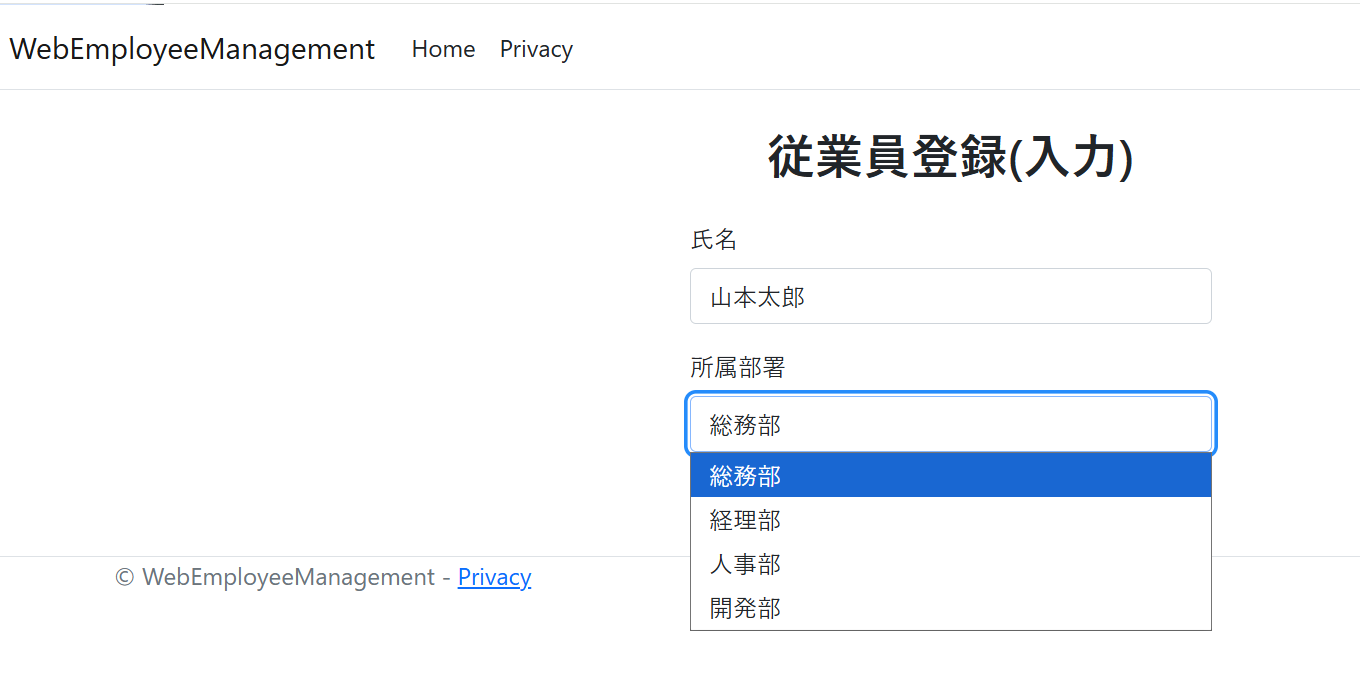 WebEmployeeManagement Home Privacy
従業員登録(入力)
氏名
山本太郎
所属部署
総務部
総務部
経理部
人事部
開発部
© WebEmployeeManagement - Privacy